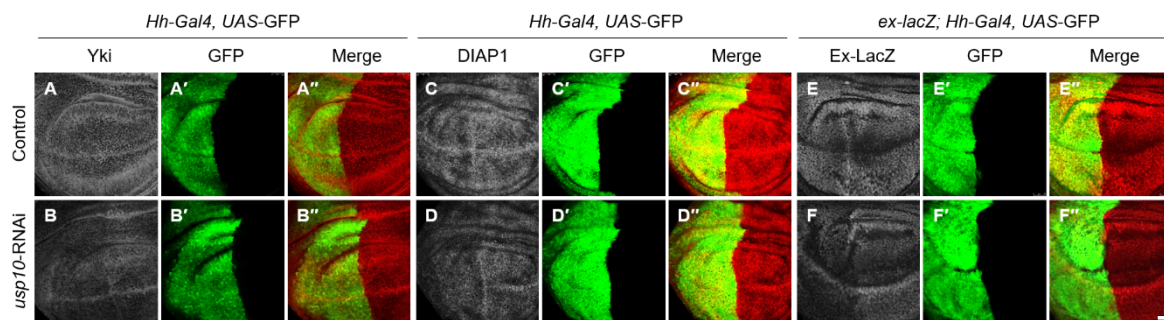 Hh-Gal4, UAS-GFP Hh-Gal4, UAS-GFP ex-lacZ; Hh-Gal4, UAS-GFP
Yki GFP Merge DIAP1 GFP Merge Ex-LacZ GFP Merge
Control
A A′ A″ C C′ C″ E E′ E″
usp10-RNAi
B B′ B″ D D′ D″ F F′ F″